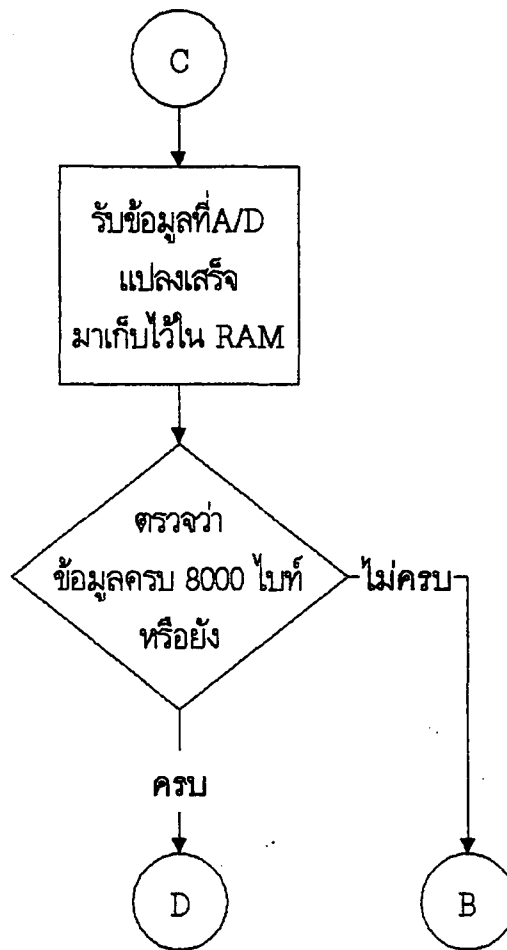 C
รับข้อมูลที่A/D
แปลงเสร็จ
มาเก็บไว้ใน RAM
ตรวจว่า
ข้อมูลครบ 8000 ไบท์
หรือยัง
ไม่ครบ
ครบ
D
B